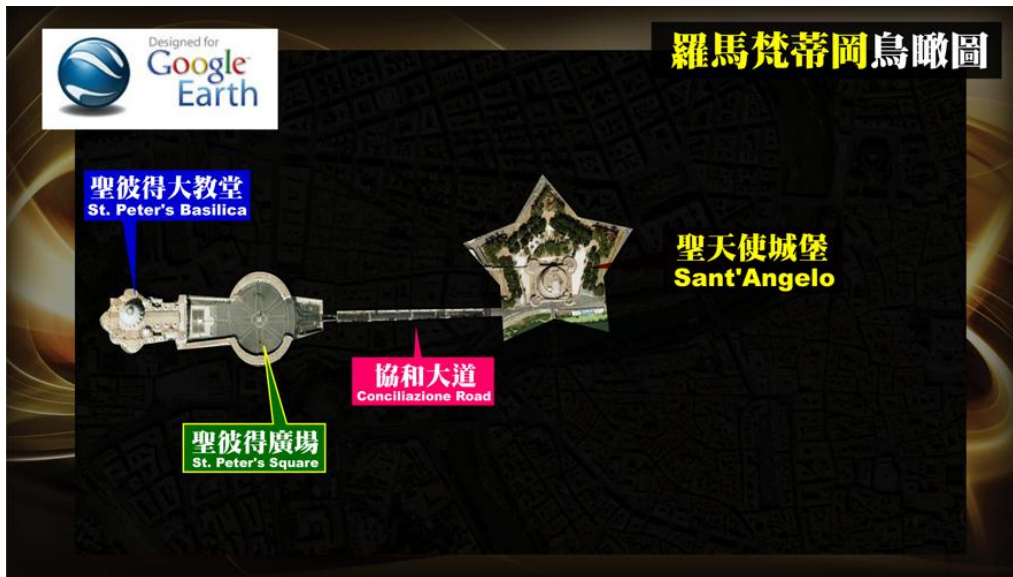 Designed for
Google
Earth
羅馬梵蒂岡鳥瞰圖
聖彼得大教堂
St. Peter's Basilica
聖天使城堡
Sant'Angelo
協和大道
Conciliazione Road
聖彼得廣場
St. Peter's Square